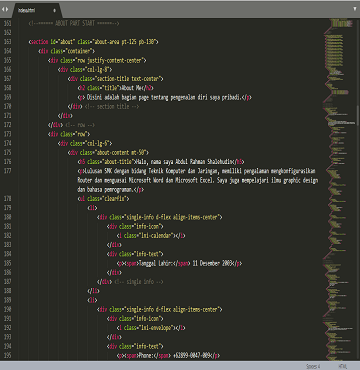 index.html
161 <!--====== ABOUT PART START ======-->
162
163 <section id="about" class="about-area pt-125 pb-130">
164 <div class="container">
165 <div class="row justify-content-center">
166 <div class="col-lg-6">
167 <div class="section-title text-center">
168 <h2 class="title">About Me</h2>
169 <p> Disini adalah bagian page tentang pengenalan diri saya pribadi.</p>
170 </div> <!-- section title -->
171 </div>
172 </div> <!-- row -->
173 <div class="row">
174 <div class="col-lg-6">
175 <div class="about-content mt-50">
176 <h5 class="about-title">Halo, nama saya Abdul Rahman Shalehudin</h5>
177 <p>Lulusan SMK dengan bidang Teknik Komputer dan Jaringan, memiliki pengalaman mengkonfigurasikan
Router dan menguasai Microsoft Word dan Microsoft Excel. Saya juga mempelajari ilmu graphic design
dan bahasa pemrograman.</p>
178 <ul class="clearfix">
179 <li>
180 <div class="single-info d-flex align-items-center">
181 <div class="info-icon">
182 <i class="lni-calendar"></i>
183 </div>
184 <div class="info-text">
185 <p><span>Tanggal Lahir:</span> 11 Desember 2003</p>
186 </div>
187 </div> <!-- single info -->
188 </li>
189 <li>
190 <div class="single-info d-flex align-items-center">
191 <div class="info-icon">
192 <i class="lni-envelope"></i>
193 </div>
194 <div class="info-text">
195 <p><span>Phone:</span> +62899-0047-009</p>